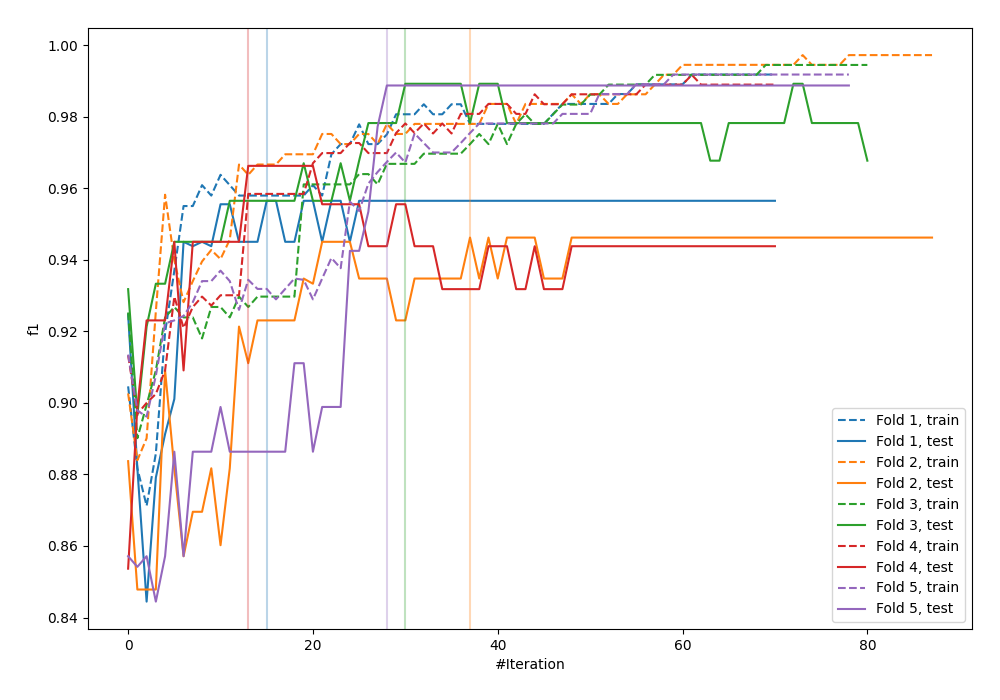 1.00
0.98
0.96
0.94
0.92
0.90
0.88
0.86
0.84
f1
0
20
40
60
80
#Iteration
Fold 1, train
Fold 1, test
Fold 2, train
Fold 2, test
Fold 3, train
Fold 3, test
Fold 4, train
Fold 4, test
Fold 5, train
Fold 5, test